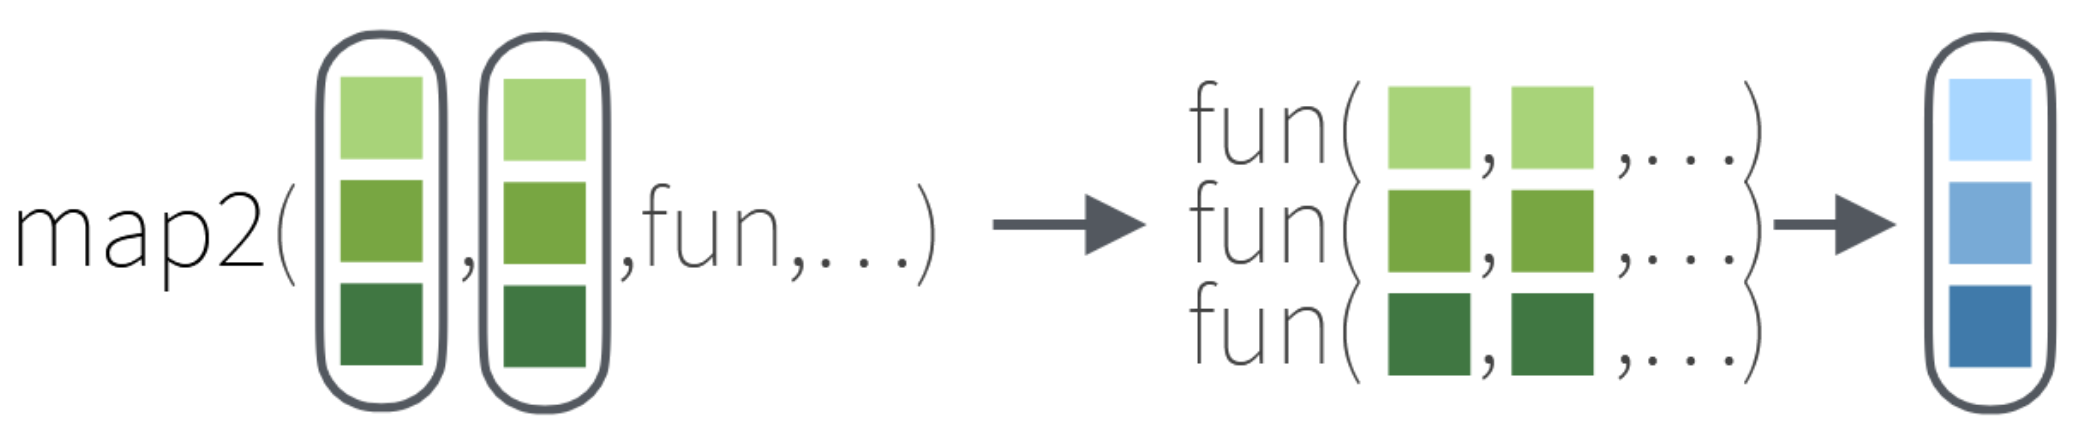 map2( , ,fun,...)
fun( , ,...)
fun( , ,...)
fun( , ,...)